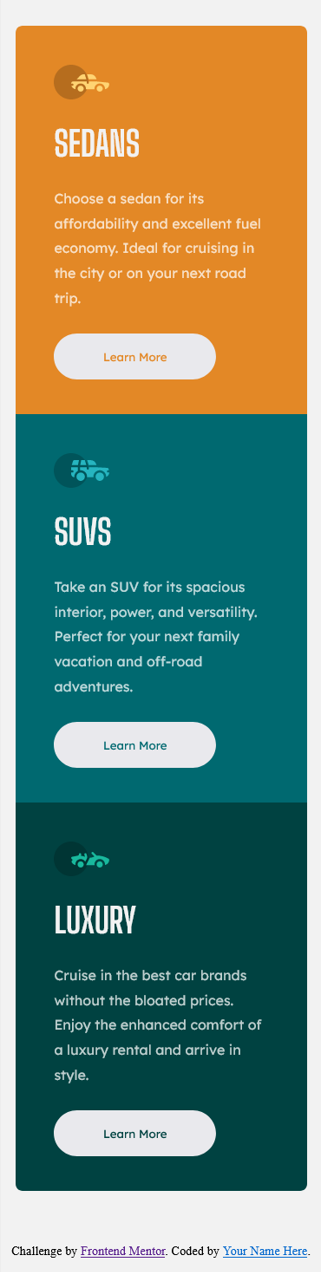 SEDANS
Choose a sedan for its
affordability and excellent fuel
economy. Ideal for cruising in
the city or on your next road
trip.
Learn More
SUVS
Take an SUV for its spacious
interior, power, and versatility.
Perfect for your next family
vacation and off-road
adventures.
Learn More
LUXURY
Cruise in the best car brands
without the bloated prices.
Enjoy the enhanced comfort of
a luxury rental and arrive in
style.
Learn More
Challenge by Frontend Mentor. Coded by Your Name Here.